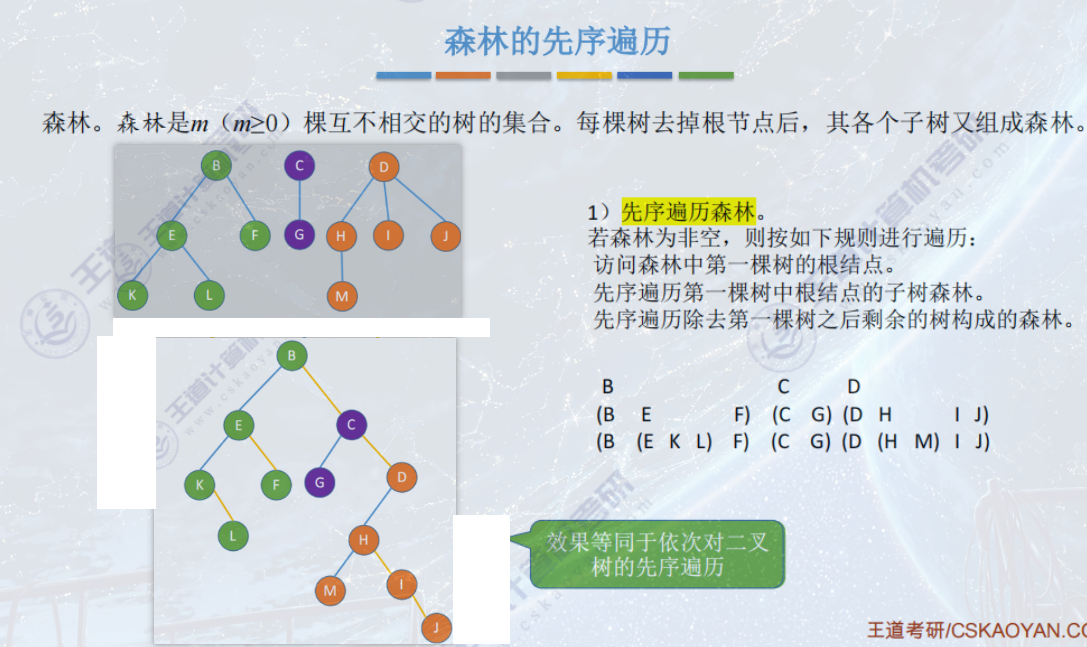 森林的先序遍历
森林。森林是m（m≥0）棵互不相交的树的集合。每棵树去掉根节点后，其各个子树又组成森林。
B C D
E F G H I J
K L M
1）先序遍历森林。
若森林为非空，则按如下规则进行遍历：
访问森林中第一棵树的根结点。
先序遍历第一棵树中根结点的子树森林。
先序遍历除去第一棵树之后剩余的树构成的森林。
B C D
(B E F) (C G) (D H I J)
(B (E K L) F) (C G) (D (H M) I J)
B
E C
K F G D
L H
M I
J
效果等同于依次对二叉
树的先序遍历
王道考研/CSKAOYAN.CO